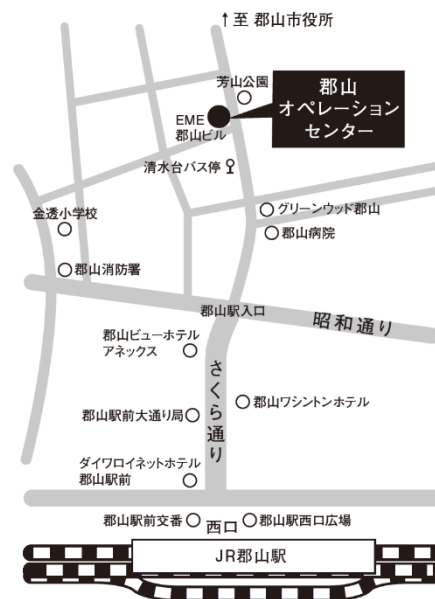 ↑至 郡山市役所
芳山公園
郡山
オペレーション
センター
EME
郡山ビル
清水台バス停
金透小学校
グリーンウッド郡山
郡山病院
郡山消防署
郡山駅入口
昭和通り
郡山ビューホテル
アネックス
さくら通り
郡山ワシントンホテル
郡山駅前大通り局
ダイワロイネットホテル
郡山駅前
郡山駅前交番
西口
郡山駅西口広場
JR郡山駅